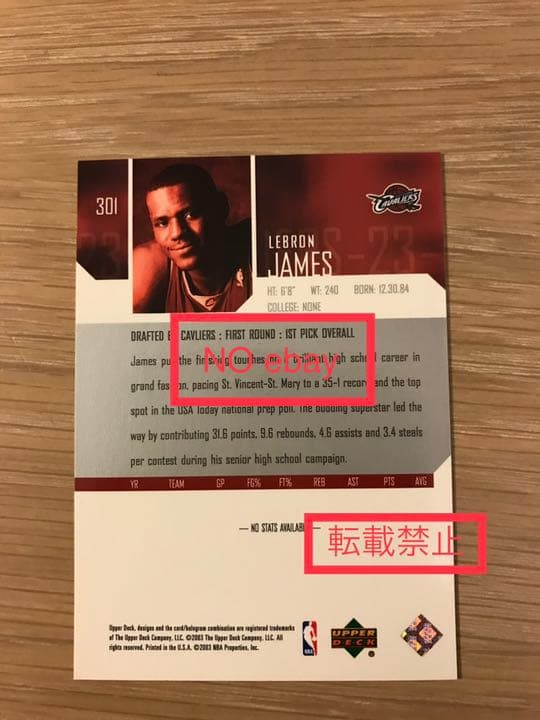 301
CAVALIERS
LEBRON
JAMES
HT: 6'8" WT: 240 BORN: 12.30.84
COLLEGE: NONE
DRAFTED CAVLIERS : FIRST ROUND : 1ST PICK OVERALL
NO ebay
James put the finishing touches on high school career in
grand fashion, pacing St. Vincent-St. Mary to a 35-1 record and the top
spot in the USA Today national prep poll. The budding superstar led the
way by contributing 31.6 points, 9.6 rebounds, 4.6 assists and 3.4 steals
per contest during his senior high school campaign.
YR TEAM GP FG% FT% REB AST PTS AVG
— NO STATS AVAILABLE —
転載禁止
Upper Deck, designs and the card/hologram combination are registered trademarks
of The Upper Deck Company, LLC. ©2003 The Upper Deck Company, LLC. All
rights reserved. Printed in the U.S.A. ©2003 NBA Properties, Inc.
NBA
UPPER
DECK